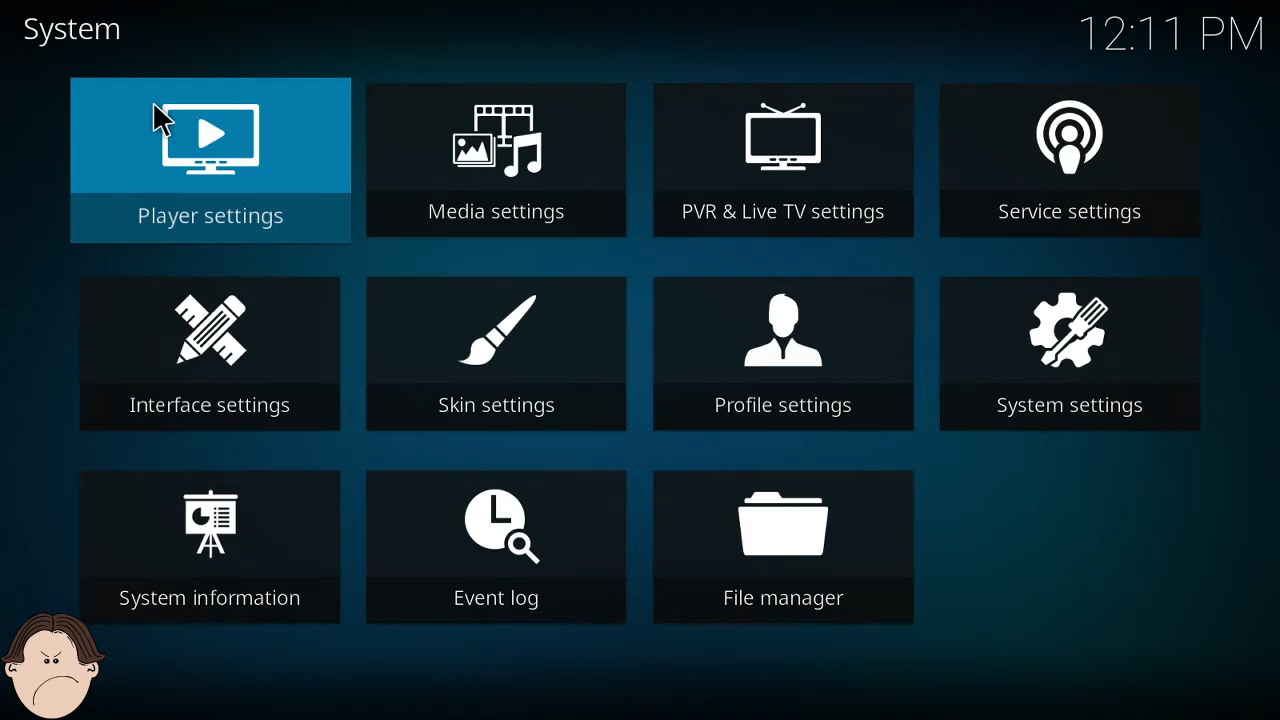 System
12:11 PM
Player settings
Media settings
PVR & Live TV settings
Service settings
Interface settings
Skin settings
Profile settings
System settings
System information
Event log
File manager